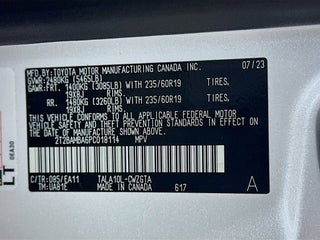 MFD. BY: TOYOTA MOTOR MANUFACTURING CANADA INC. 07/23
GVWR: 2480KG (5465LB)
GAWR: FRT. 1400KG (3085LB) WITH 235/60R19 TIRES,
19X8J RIMS,
RR. 1480KG (3260LB) WITH 235/60R19 TIRES,
19X8J RIMS,
THIS VEHICLE CONFORMS TO ALL APPLICABLE FEDERAL MOTOR
VEHICLE SAFETY AND THEFT PREVENTION STANDARDS IN EFFECT
ON THE DATE OF MANUFACTURE SHOWN ABOVE.
2T2BAMBA6PC018114 MPV
C/TR: 085/EA11 TALA10L-CWZGTA A
TM: UA81E MADE IN CANADA 617
LT
0EA30